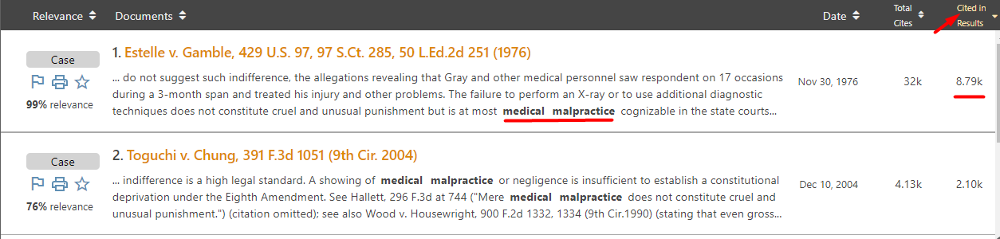 Relevance Documents Date Total Cites Cited in Results
Case
1. Estelle v. Gamble, 429 U.S. 97, 97 S.Ct. 285, 50 L.Ed.2d 251 (1976)
... do not suggest such indifference, the allegations revealing that Gray and other medical personnel saw respondent on 17 occasions
during a 3-month span and treated his injury and other problems. The failure to perform an X-ray or to use additional diagnostic
techniques does not constitute cruel and unusual punishment but is at most medical malpractice cognizable in the state courts...
99% relevance
Nov 30, 1976 32k 8.79k
Case
2. Toguchi v. Chung, 391 F.3d 1051 (9th Cir. 2004)
... indifference is a high legal standard. A showing of medical malpractice or negligence is insufficient to establish a constitutional
deprivation under the Eighth Amendment. See Hallett, 296 F.3d at 744 ("Mere medical malpractice does not constitute cruel and
unusual punishment.") (citation omitted); see also Wood v. Housewright, 900 F.2d 1332, 1334 (9th Cir.1990) (stating that even gross...
76% relevance
Dec 10, 2004 4.13k 2.10k